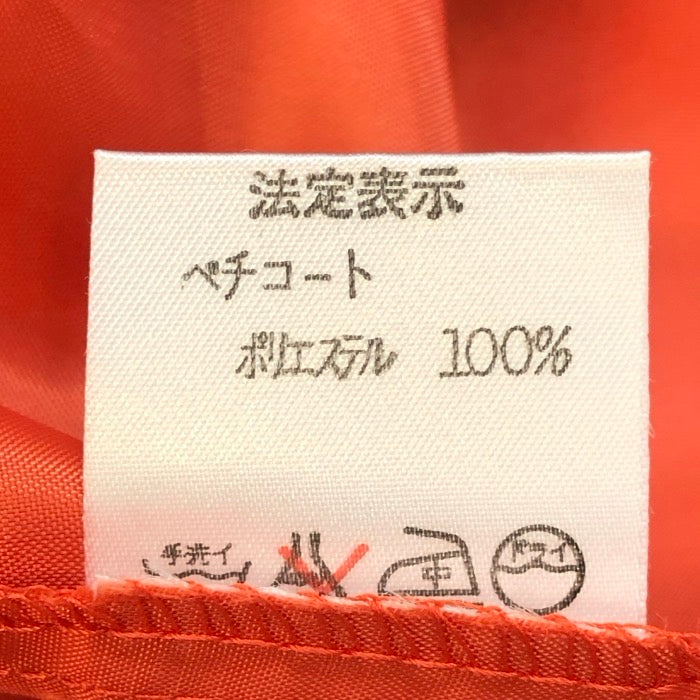 法定表示
ペチコート
ポリエステル 100%
手洗イ 中 ドライ